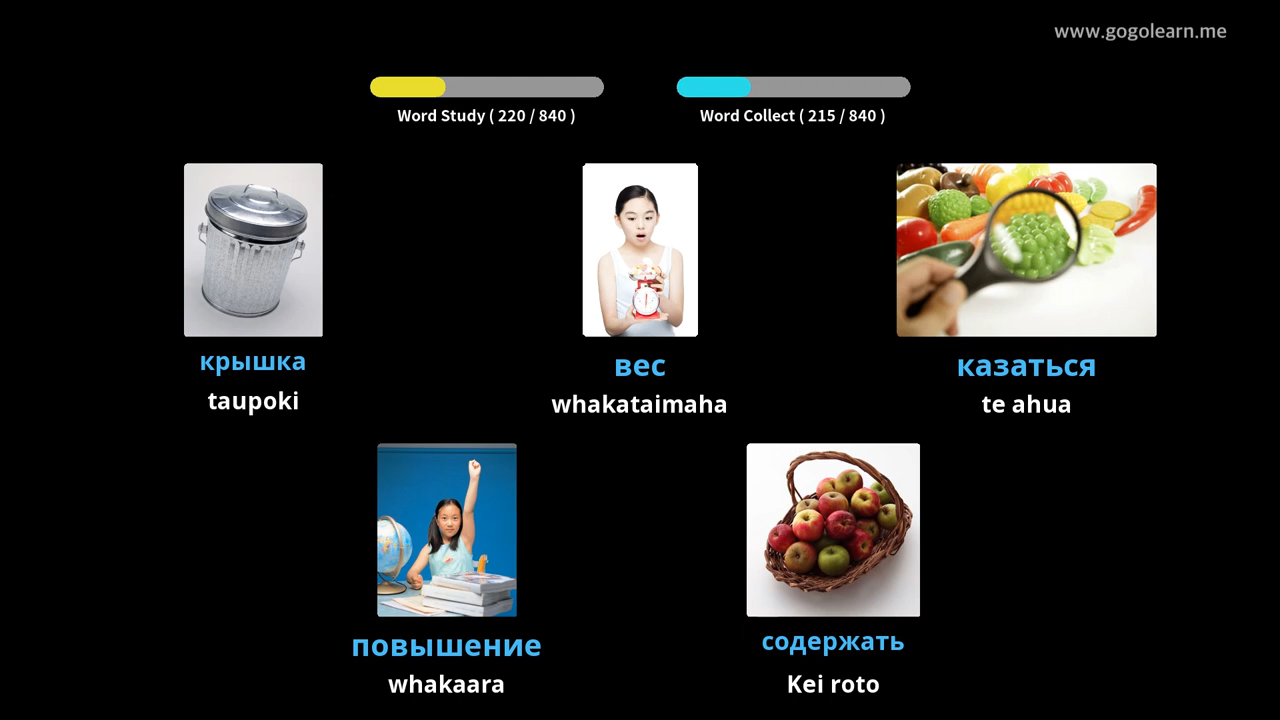 www.gogolearn.me
Word Study ( 220 / 840 )
Word Collect ( 215 / 840 )
крышка
taupoki
вес
whakataimaha
казаться
te ahua
повышение
whakaara
содержать
Kei roto